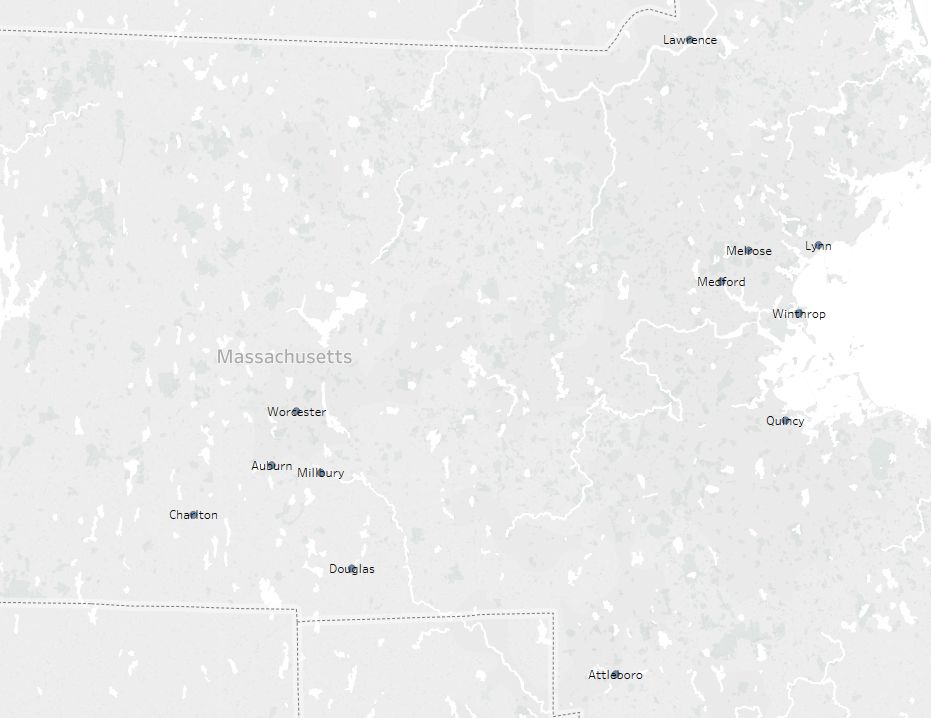 Lawrence
Lynn
Melrose
Medford
Winthrop
Massachusetts
Worcester
Quincy
Auburn
Millbury
Charlton
Douglas
Attleboro